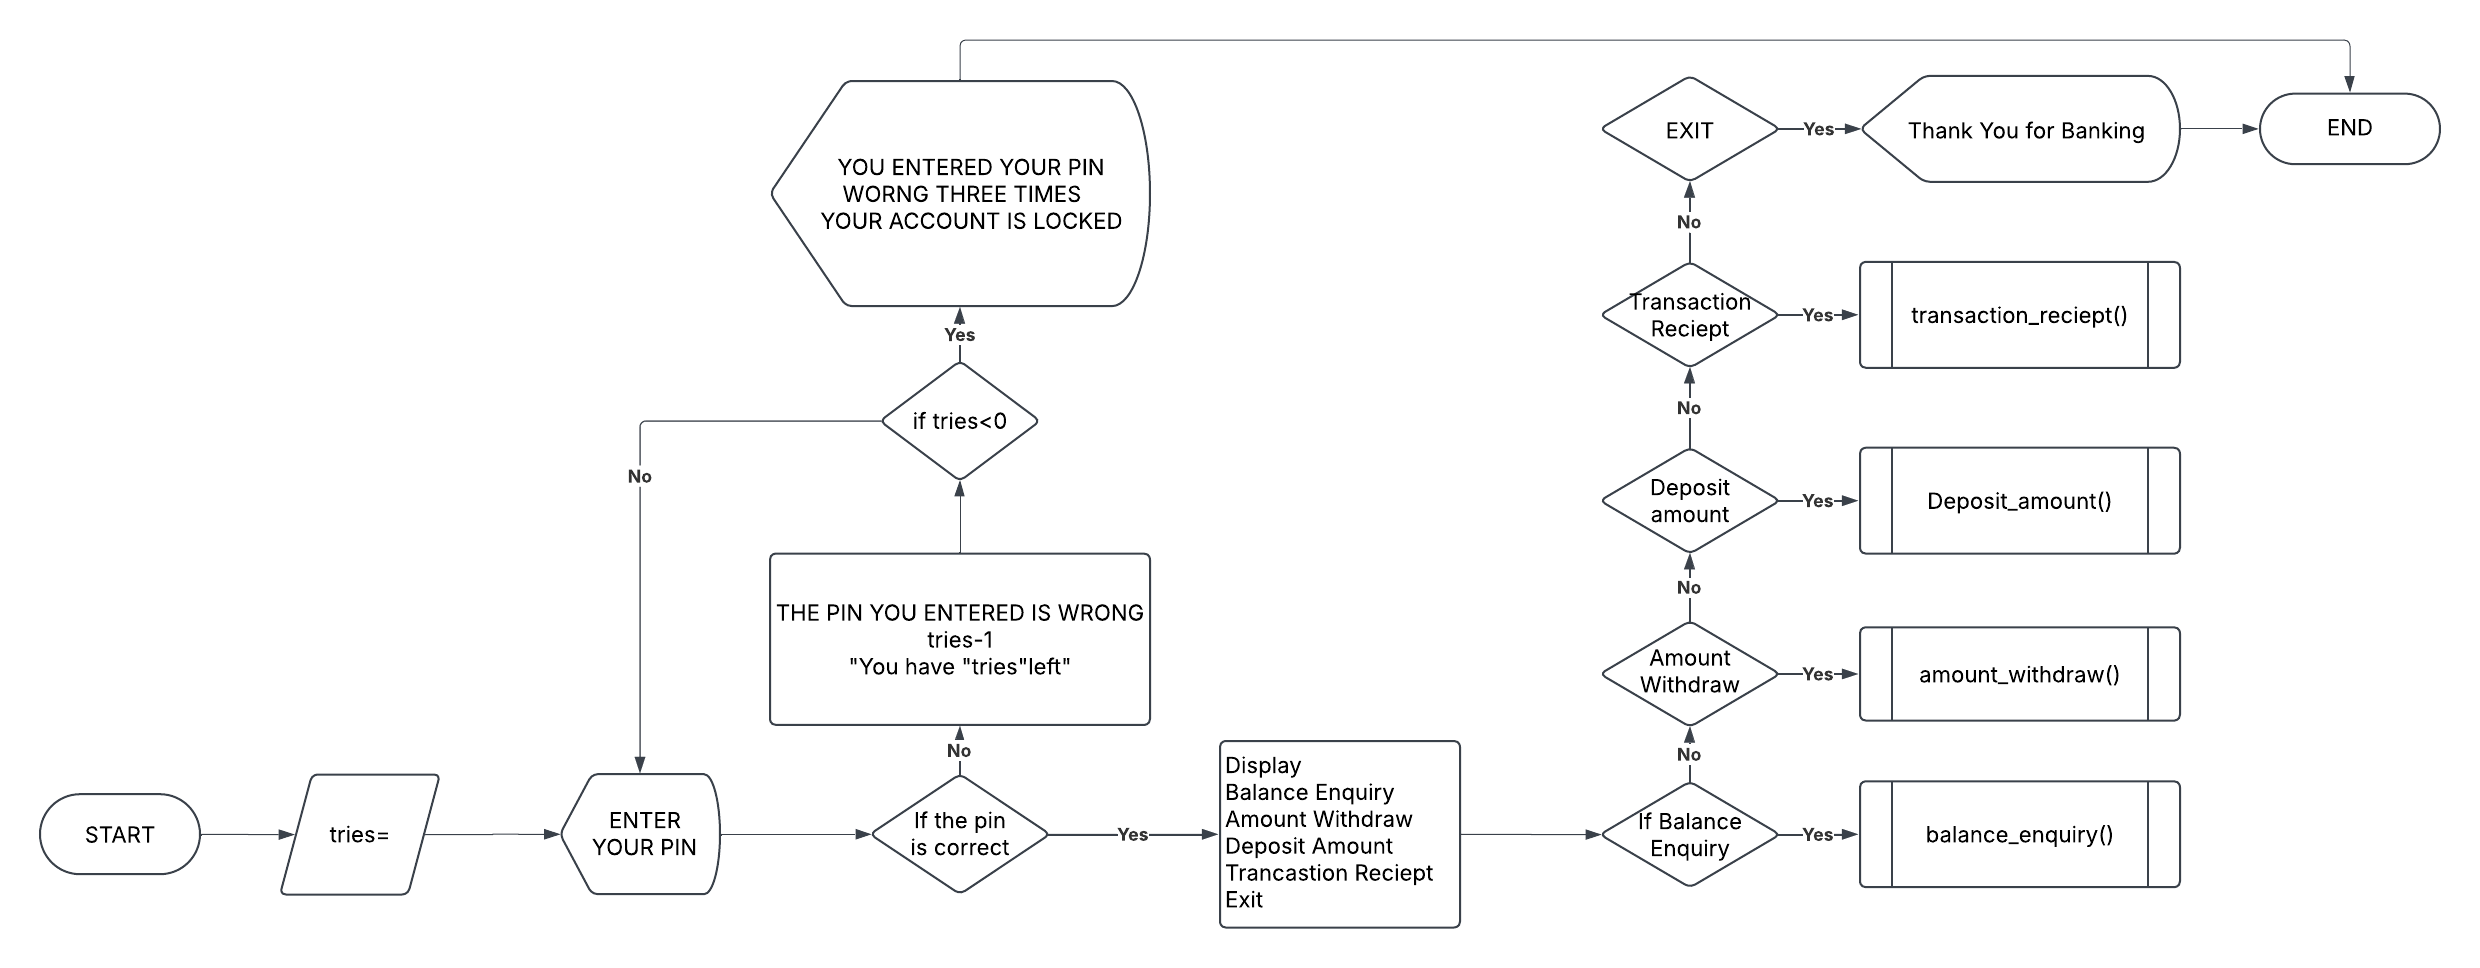 START
tries=
ENTER
YOUR PIN
If the pin
is correct
No
THE PIN YOU ENTERED IS WRONG
tries-1
"You have "tries"left"
if tries<0
No
Yes
YOU ENTERED YOUR PIN
WORNG THREE TIMES
YOUR ACCOUNT IS LOCKED
Yes
Display
Balance Enquiry
Amount Withdraw
Deposit Amount
Trancastion Reciept
Exit
If Balance
Enquiry
Yes
balance_enquiry()
No
Amount
Withdraw
Yes
amount_withdraw()
No
Deposit
amount
Yes
Deposit_amount()
No
Transaction
Reciept
Yes
transaction_reciept()
No
EXIT
Yes
Thank You for Banking
END